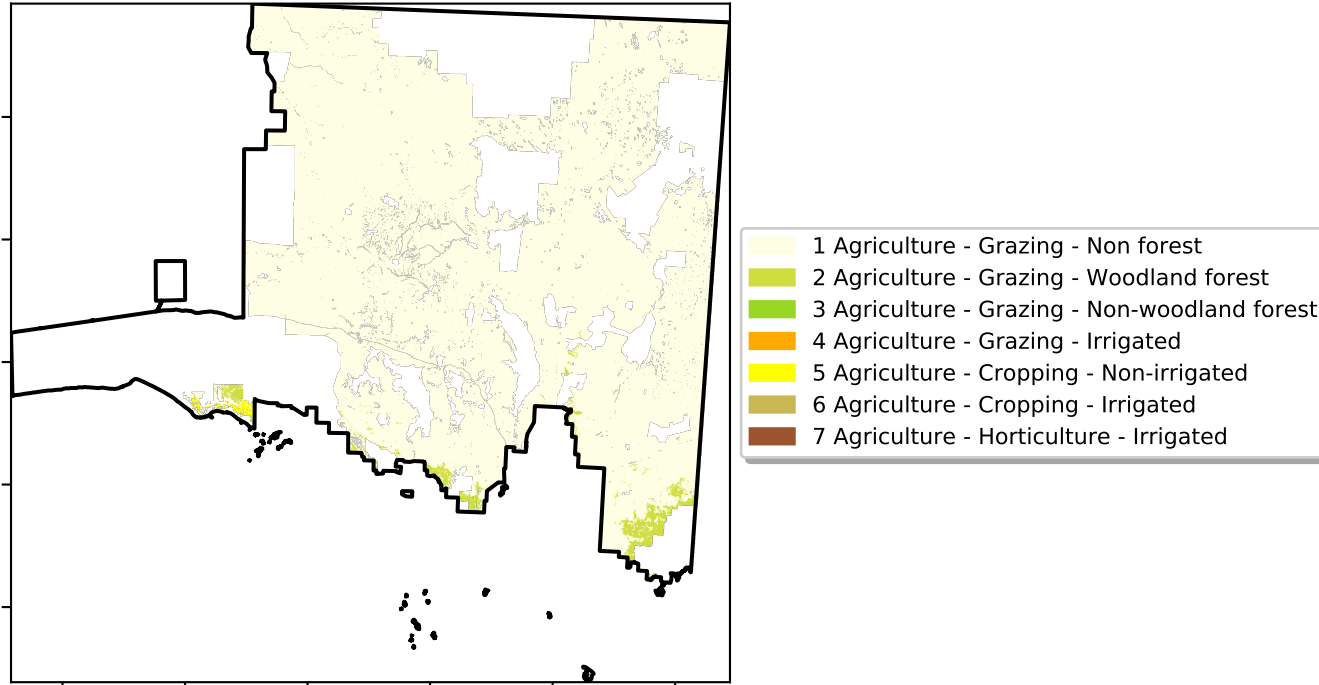 1 Agriculture - Grazing - Non forest
2 Agriculture - Grazing - Woodland forest
3 Agriculture - Grazing - Non-woodland forest
4 Agriculture - Grazing - Irrigated
5 Agriculture - Cropping - Non-irrigated
6 Agriculture - Cropping - Irrigated
7 Agriculture - Horticulture - Irrigated